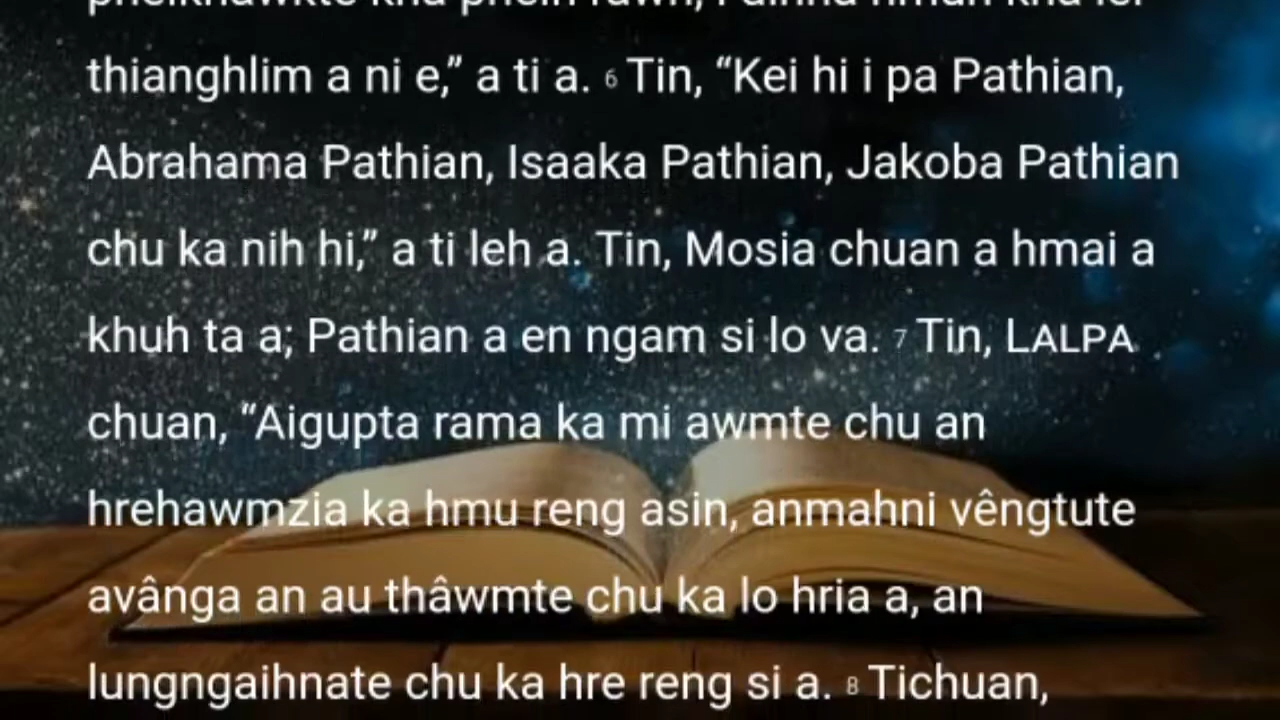 thianghlim a ni e,” a ti a. 6 Tin, “Kei hi i pa Pathian,
Abrahama Pathian, Isaaka Pathian, Jakoba Pathian
chu ka nih hi,” a ti leh a. Tin, Mosia chuan a hmai a
khuh ta a; Pathian a en ngam si lo va. 7 Tin, LALPA
chuan, “Aigupta rama ka mi awmte chu an
hrehawmzia ka hmu reng asin, anmahni vêngtute
avânga an au thâwmte chu ka lo hria a, an
lungngaihnate chu ka hre reng si a. 8 Tichuan,